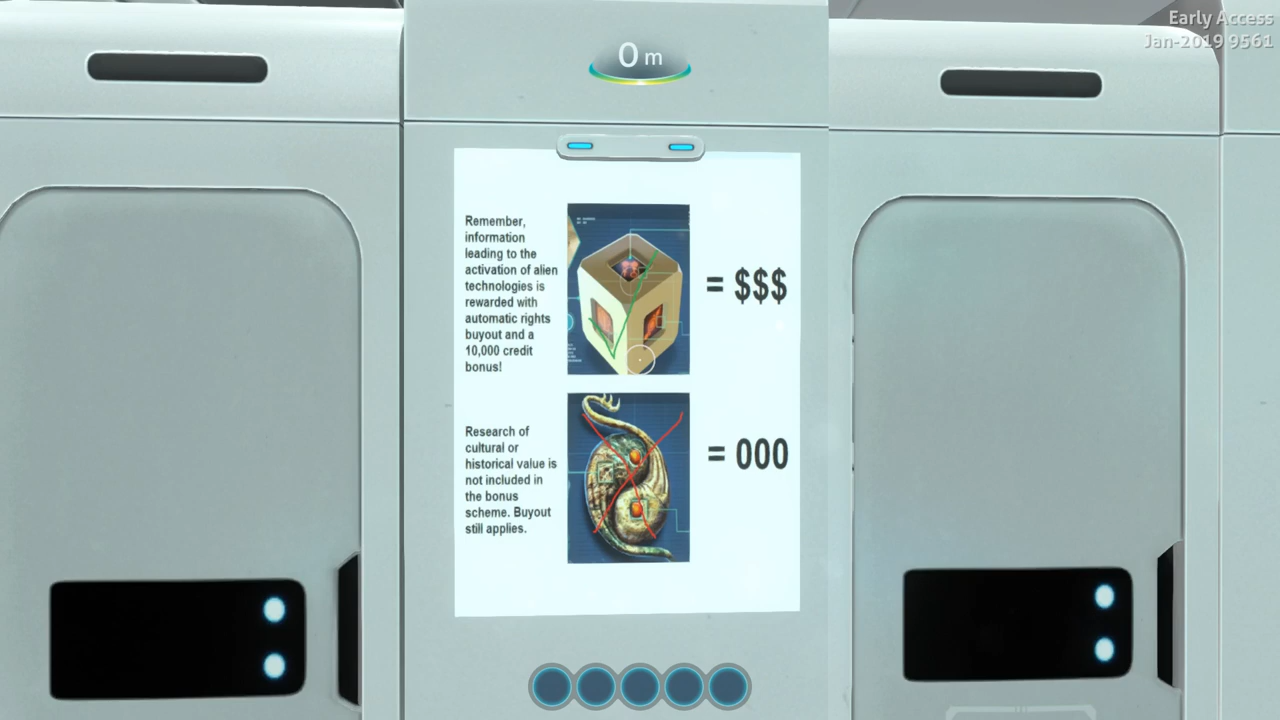 Early Access
Jan-2019 9561
0 m
Remember,
information
leading to the
activation of alien
technologies is
rewarded with
automatic rights
buyout and a
10,000 credit
bonus!
= $$$
Research of
cultural or
historical value is
not included in
the bonus
scheme. Buyout
still applies.
= 000